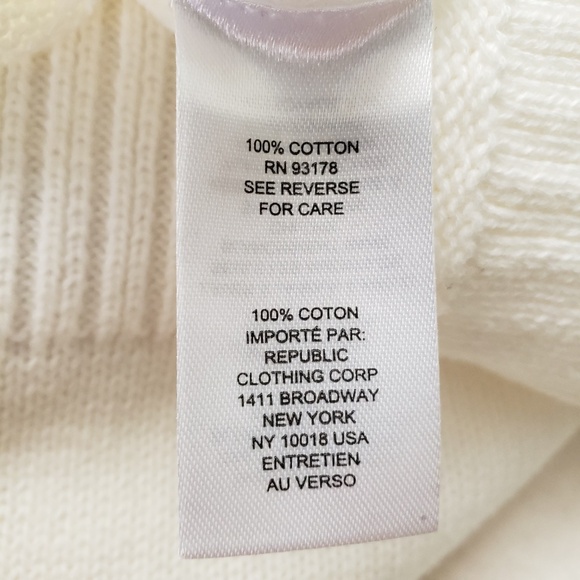 100% COTTON
RN 93178
SEE REVERSE
FOR CARE
100% COTON
IMPORTÉ PAR:
REPUBLIC
CLOTHING CORP
1411 BROADWAY
NEW YORK
NY 10018 USA
ENTRETIEN
AU VERSO